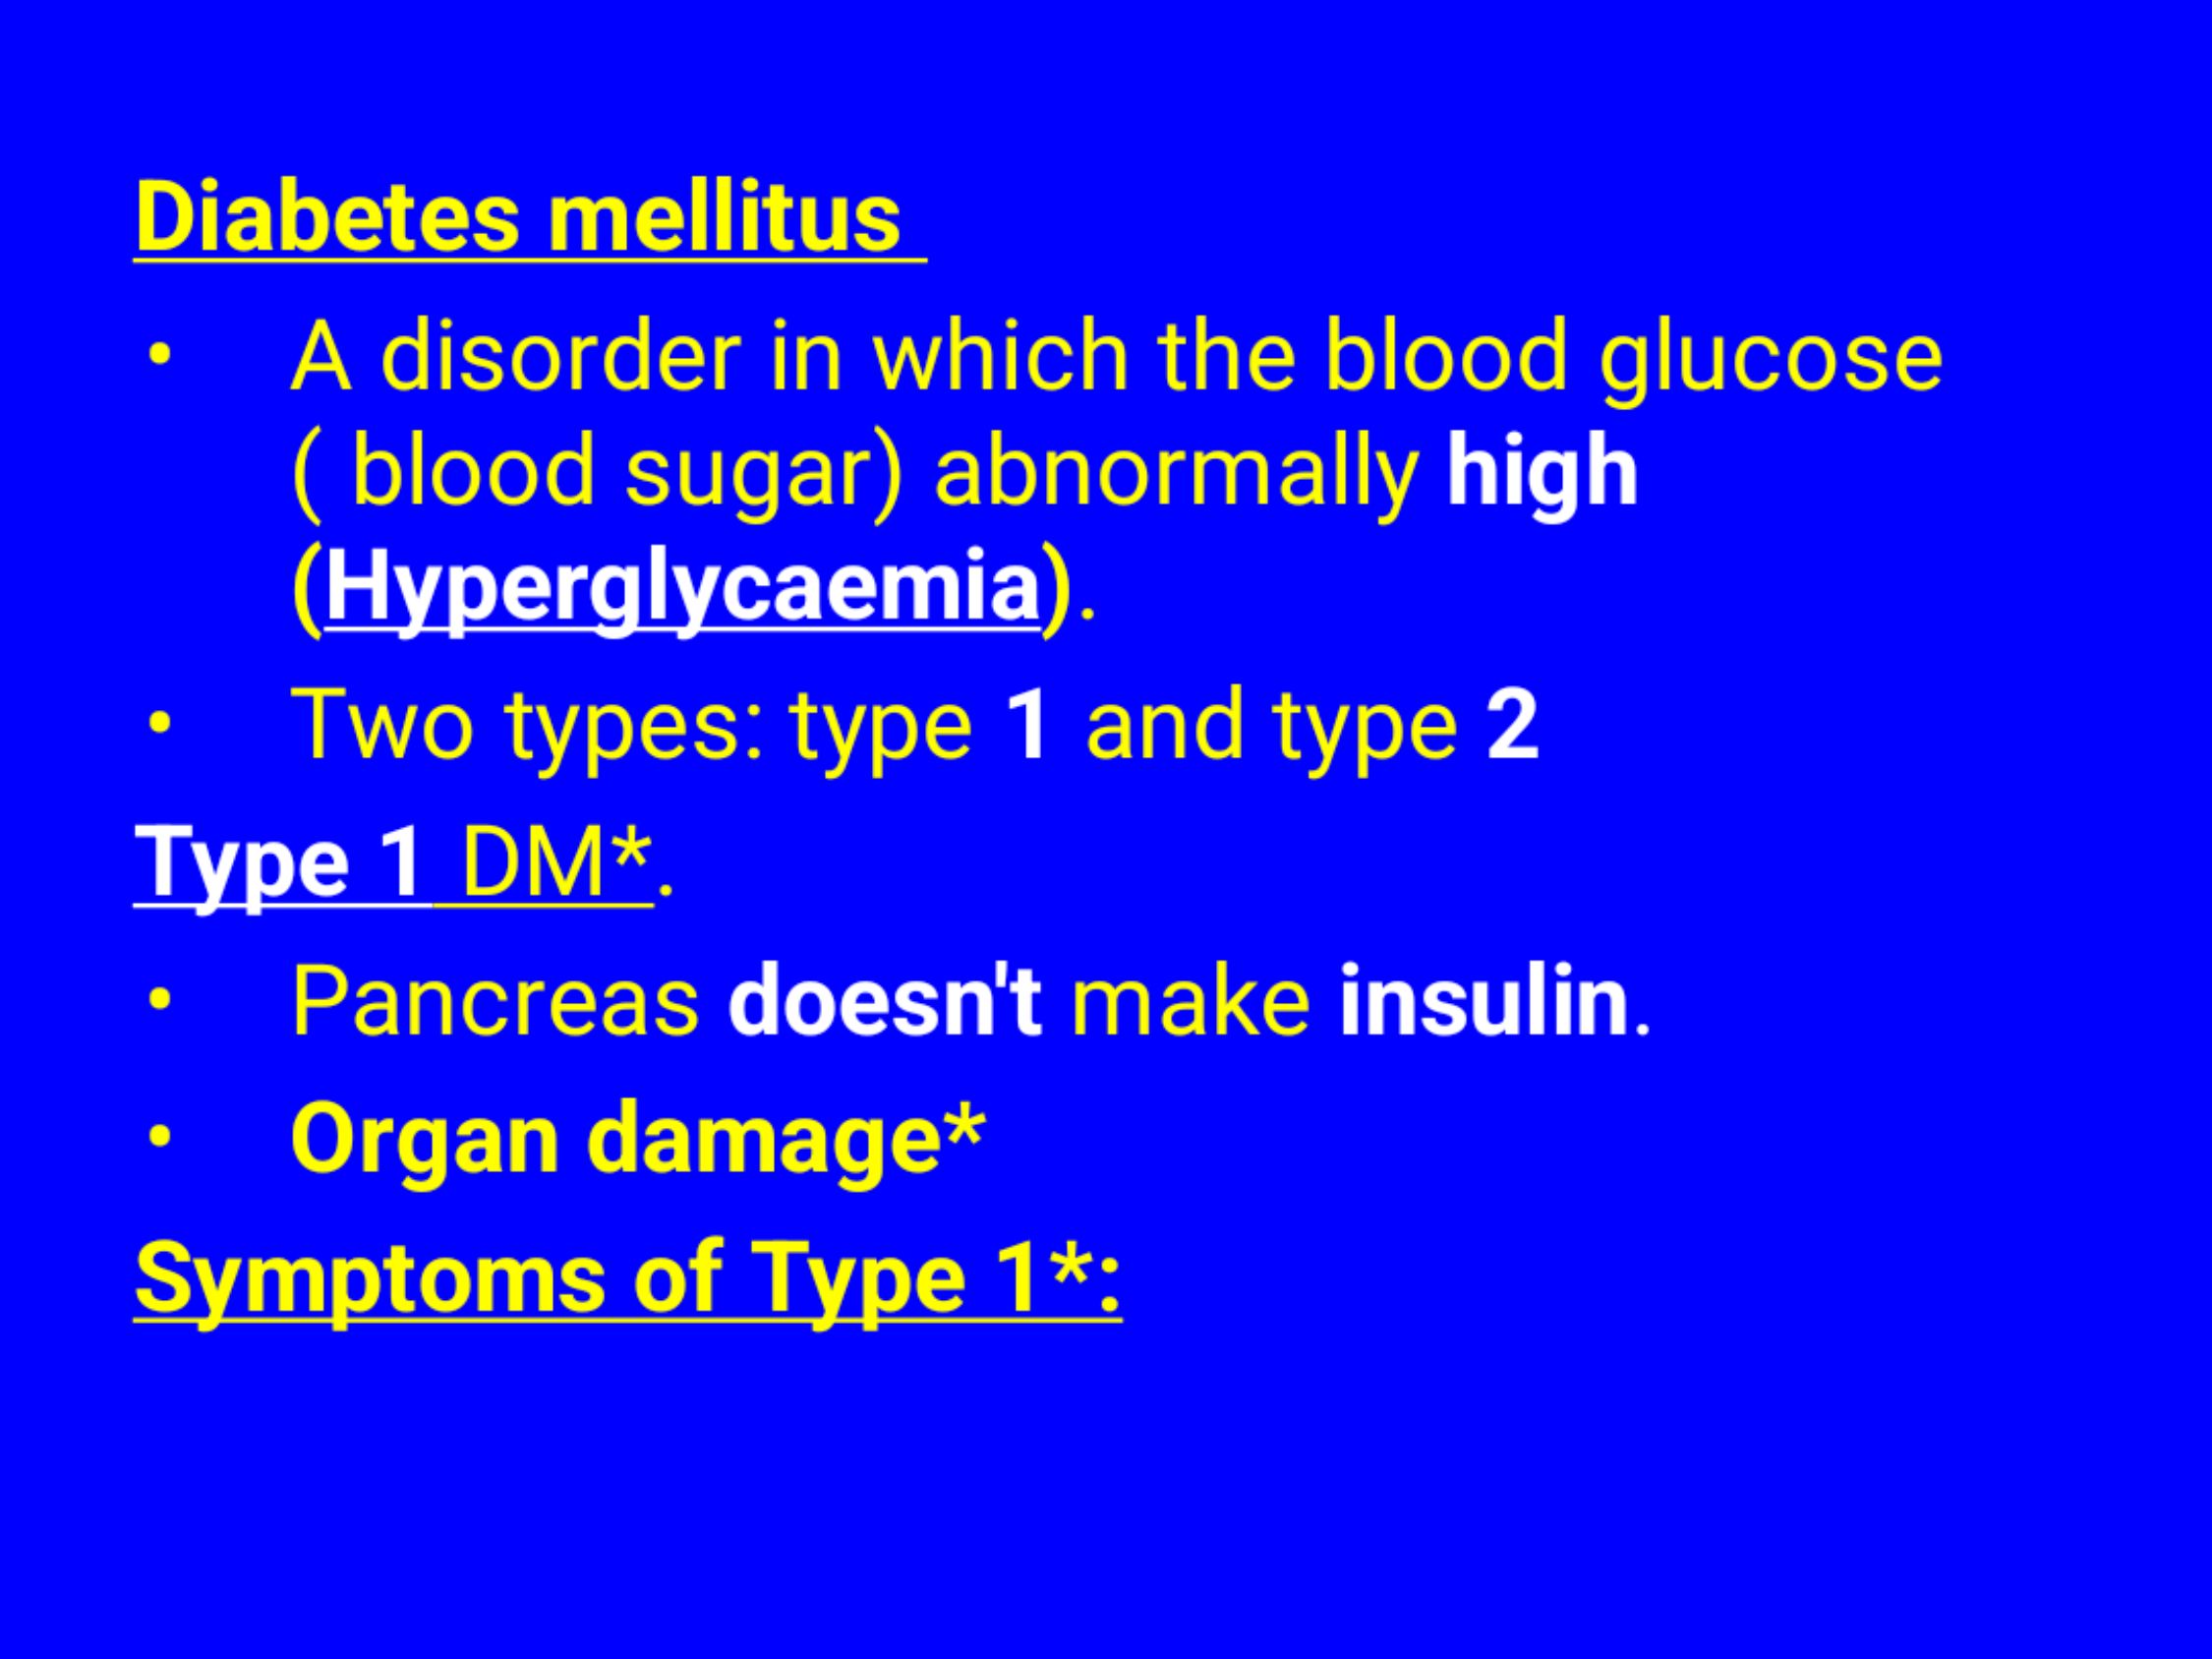 Diabetes mellitus
• A disorder in which the blood glucose
( blood sugar) abnormally high
(Hyperglycaemia).
• Two types: type 1 and type 2
Type 1 DM*.
• Pancreas doesn't make insulin.
• Organ damage*
Symptoms of Type 1*: